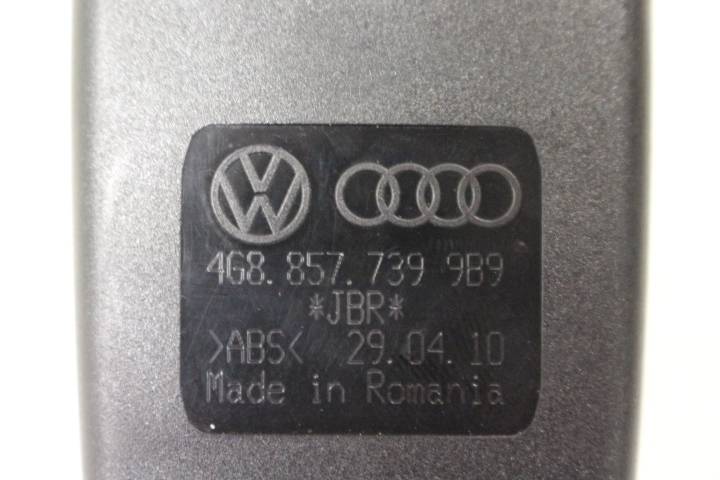 4G8.857.739 9B9
*JBR*
>ABS< 29.04.10
Made in Romania